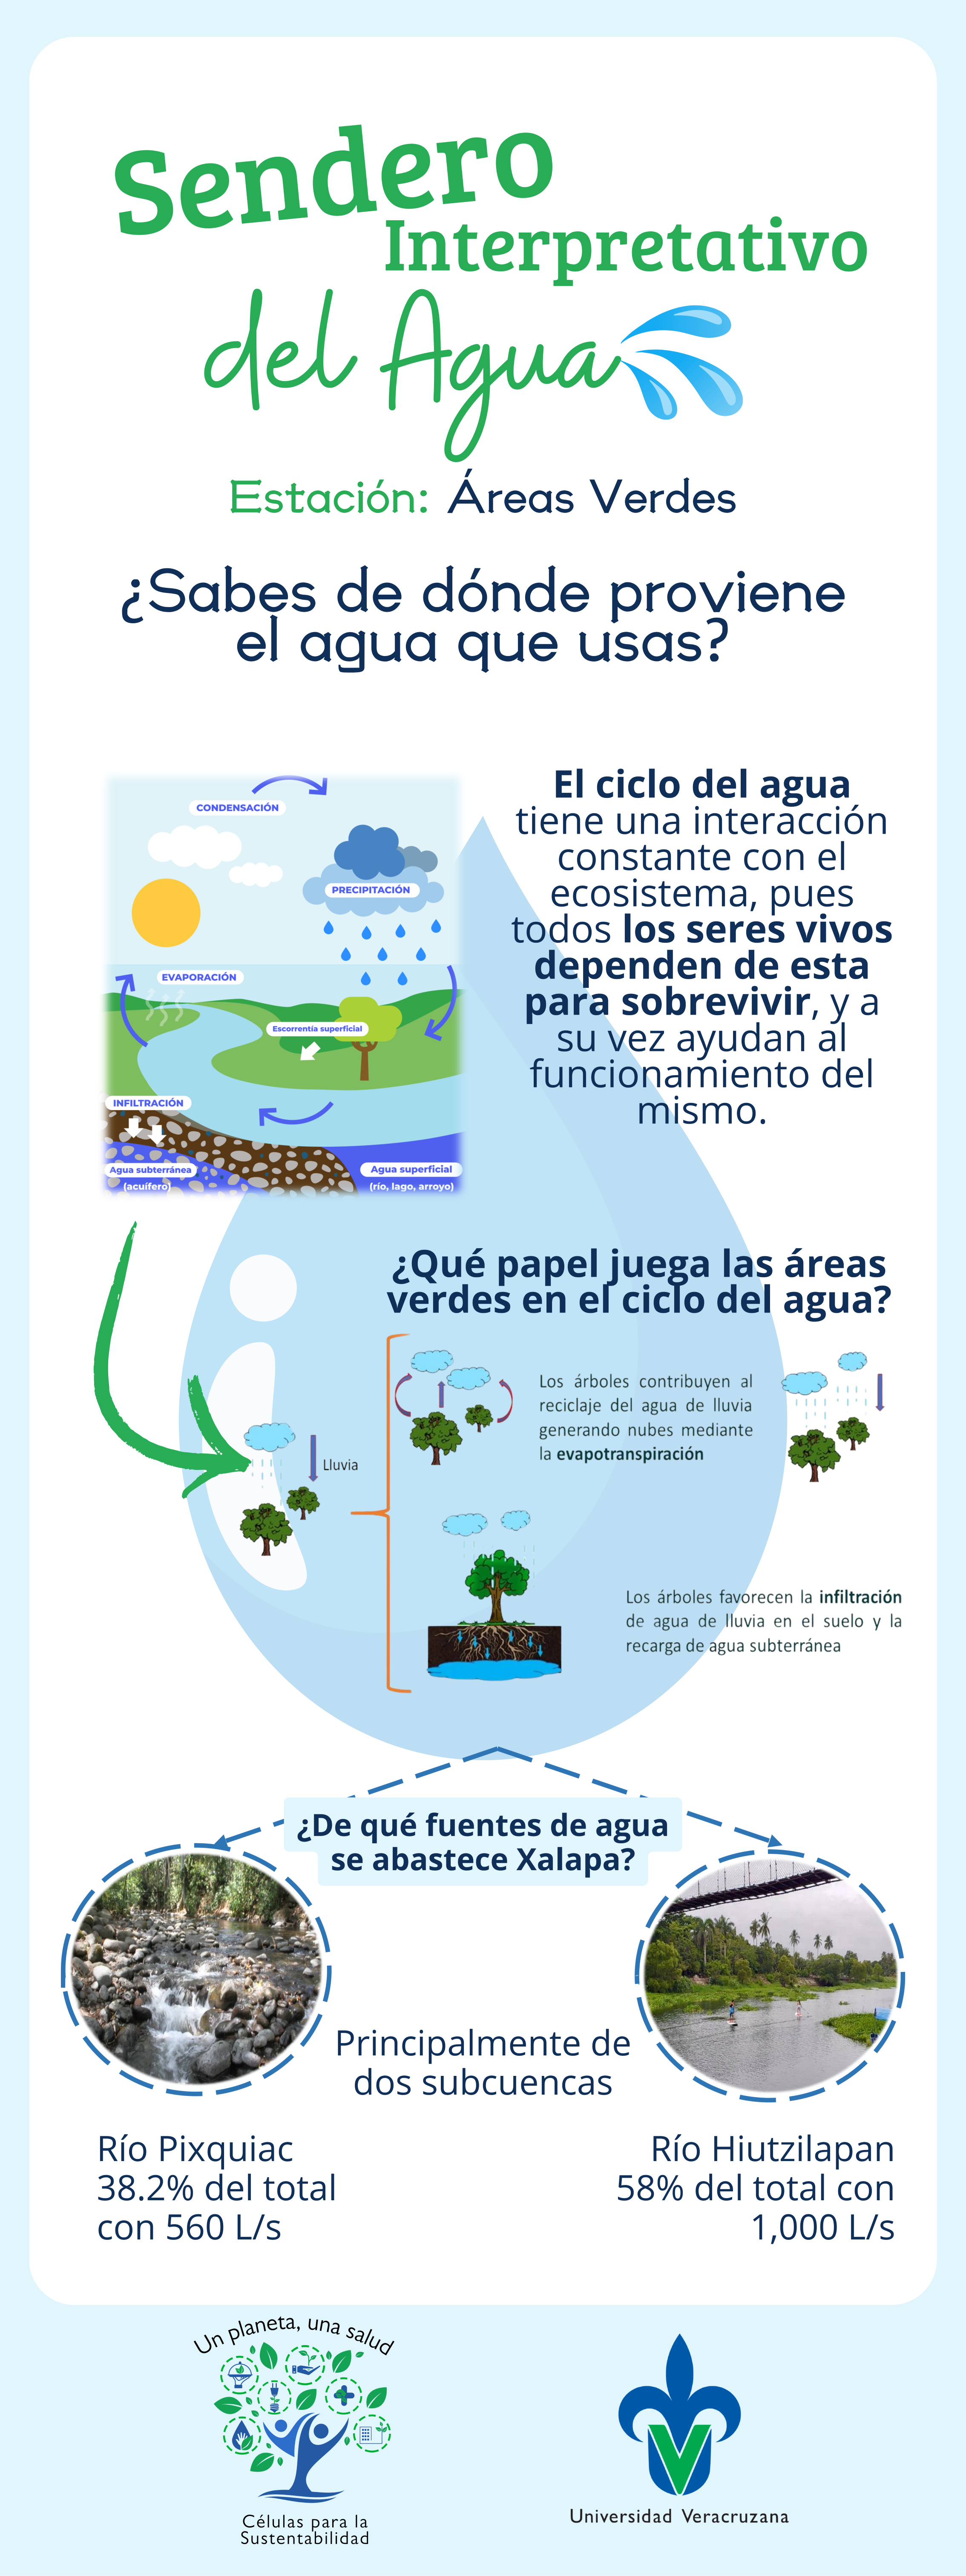 Sendero
Interpretativo
del Agua
Estación: Áreas Verdes
¿Sabes de dónde proviene
el agua que usas?
CONDENSACIÓN
PRECIPITACIÓN
EVAPORACIÓN
Escorrentía superficial
INFILTRACIÓN
Agua subterránea
(acuífero)
Agua superficial
(río, lago, arroyo)
El ciclo del agua
tiene una interacción
constante con el
ecosistema, pues
todos los seres vivos
dependen de esta
para sobrevivir, y a
su vez ayudan al
funcionamiento del
mismo.
¿Qué papel juega las áreas
verdes en el ciclo del agua?
Lluvia
Los árboles contribuyen al
reciclaje del agua de lluvia
generando nubes mediante
la evapotranspiración
Los árboles favorecen la infiltración
de agua de lluvia en el suelo y la
recarga de agua subterránea
¿De qué fuentes de agua
se abastece Xalapa?
Principalmente de
dos subcuencas
Río Pixquiac
38.2% del total
con 560 L/s
Río Hiutzilapan
58% del total con
1,000 L/s
Un planeta, una salud
Células para la
Sustentabilidad
Universidad Veracruzana